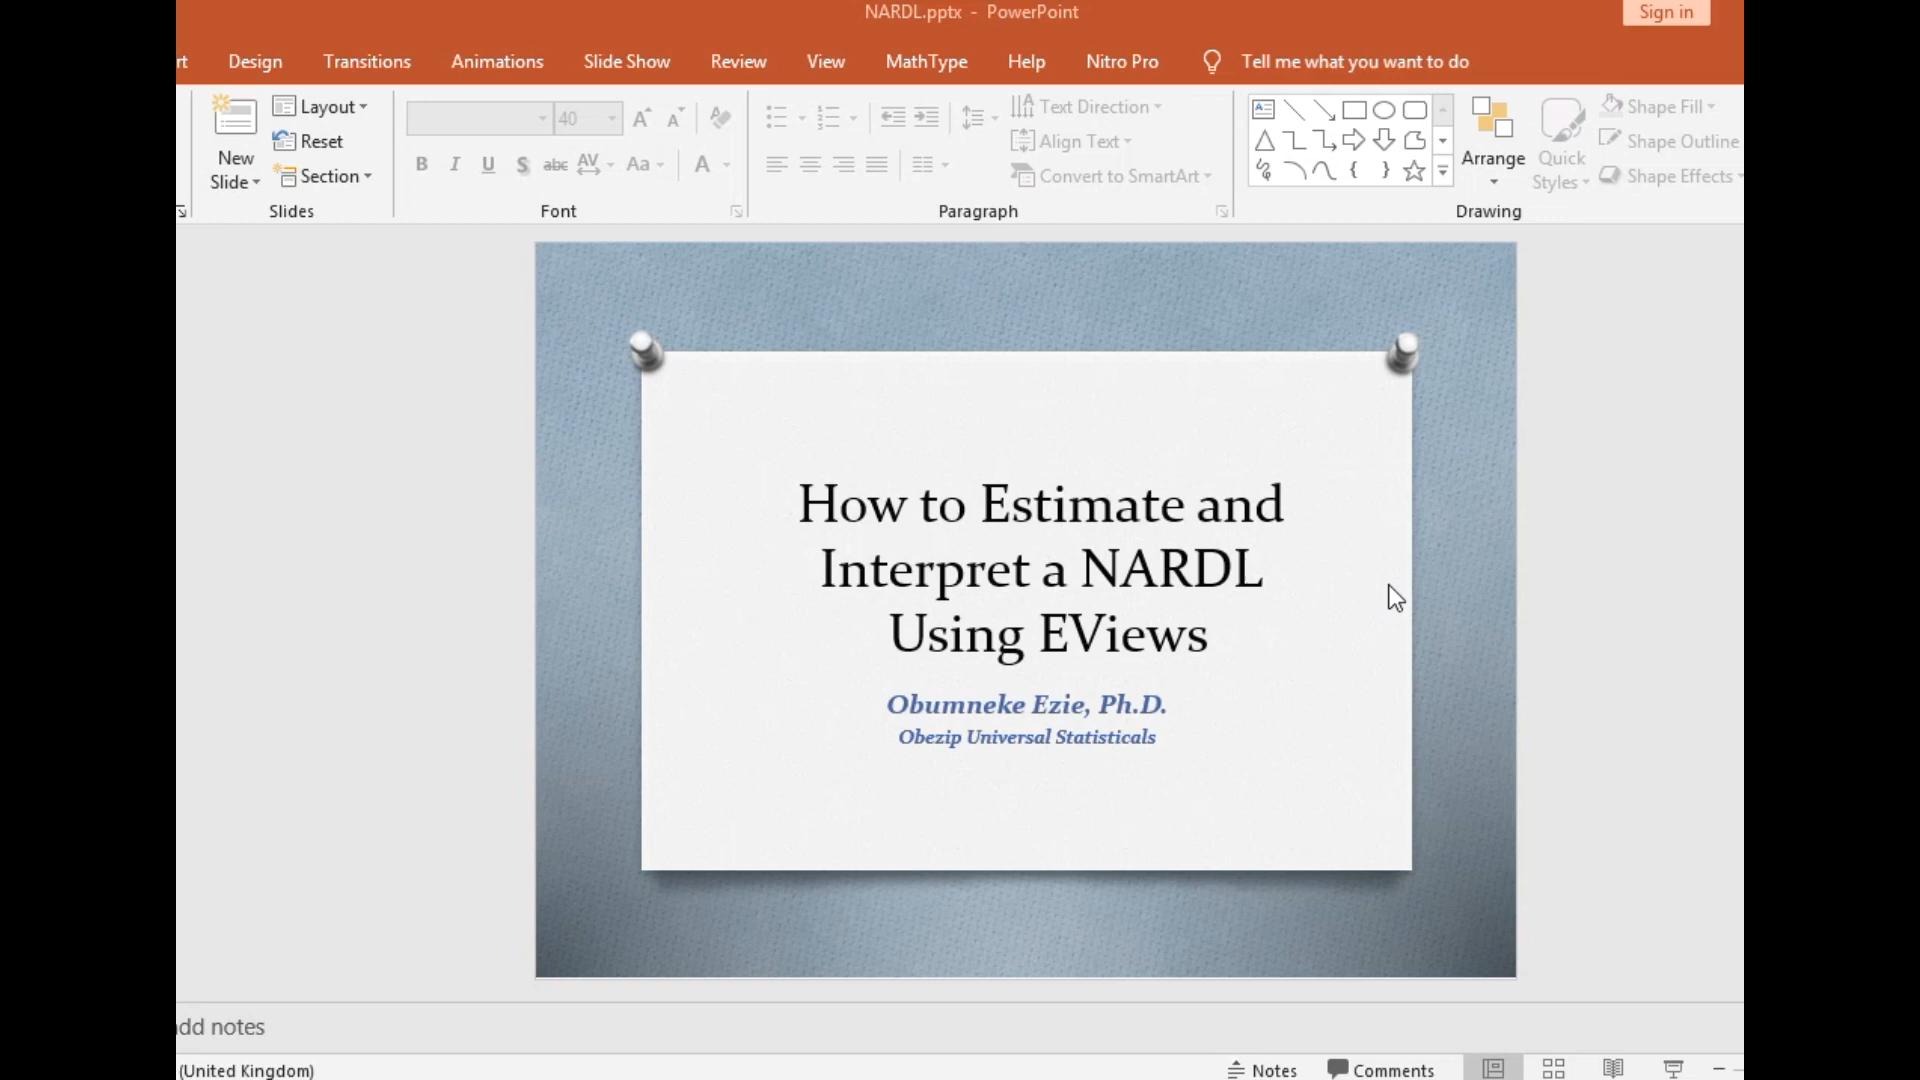 NARDL.pptx - PowerPoint
Sign in
rt Design Transitions Animations Slide Show Review View MathType Help Nitro Pro Tell me what you want to do
New Slide
Layout
Reset
Section
Slides
40
B I U S abc AV Aa A
Font
Text Direction
Align Text
Convert to SmartArt
Paragraph
Arrange
Quick Styles
Shape Fill
Shape Outline
Shape Effects
Drawing
How to Estimate and
Interpret a NARDL
Using EViews
Obumneke Ezie, Ph.D.
Obezip Universal Statisticals
dd notes
(United Kingdom)
Notes Comments